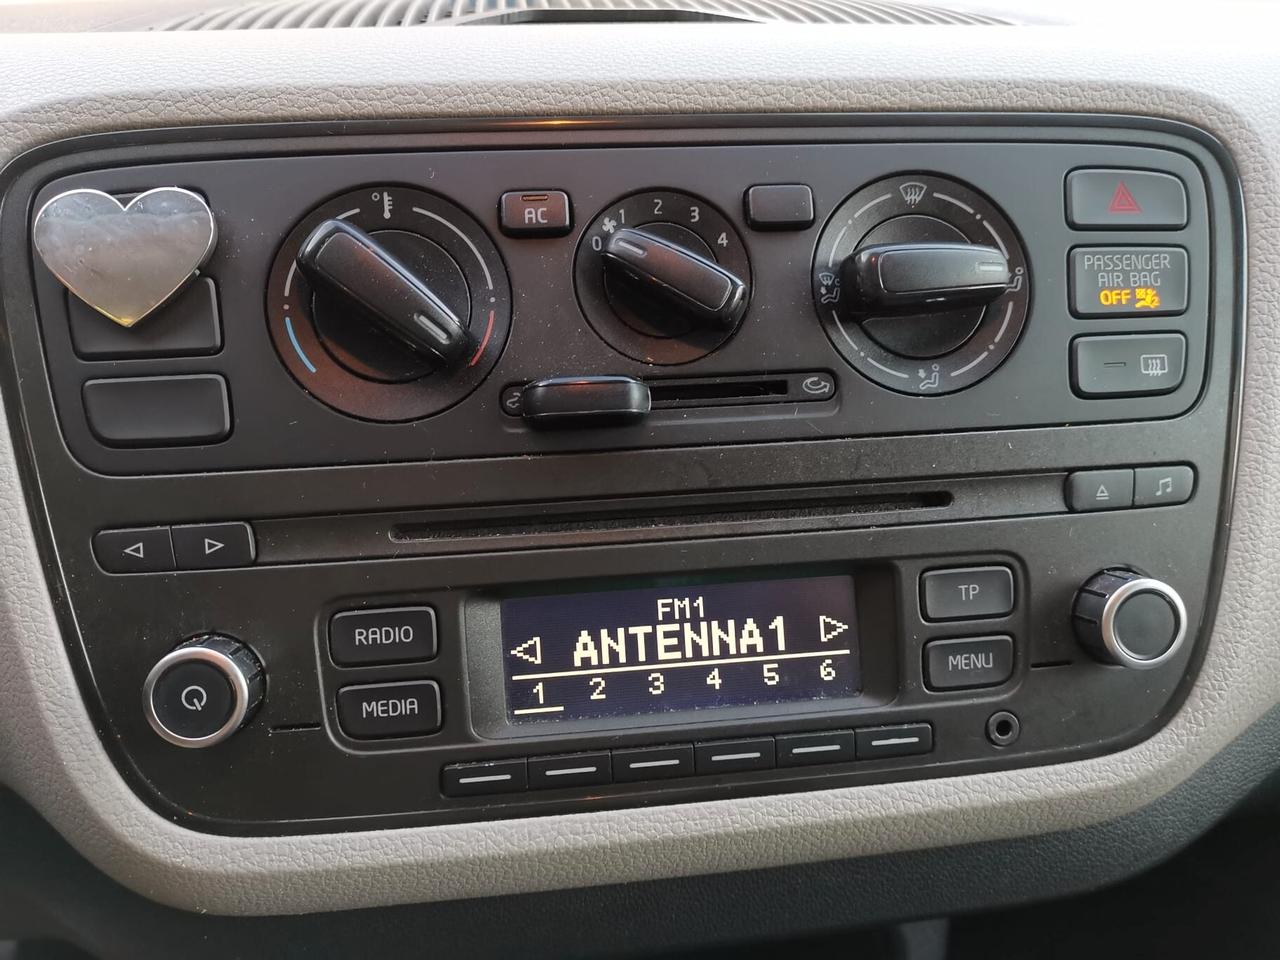 AC
0 1 2 3 4
PASSENGER
AIR BAG
OFF
RADIO
MEDIA
FM1
ANTENNA1
1 2 3 4 5 6
TP
MENU